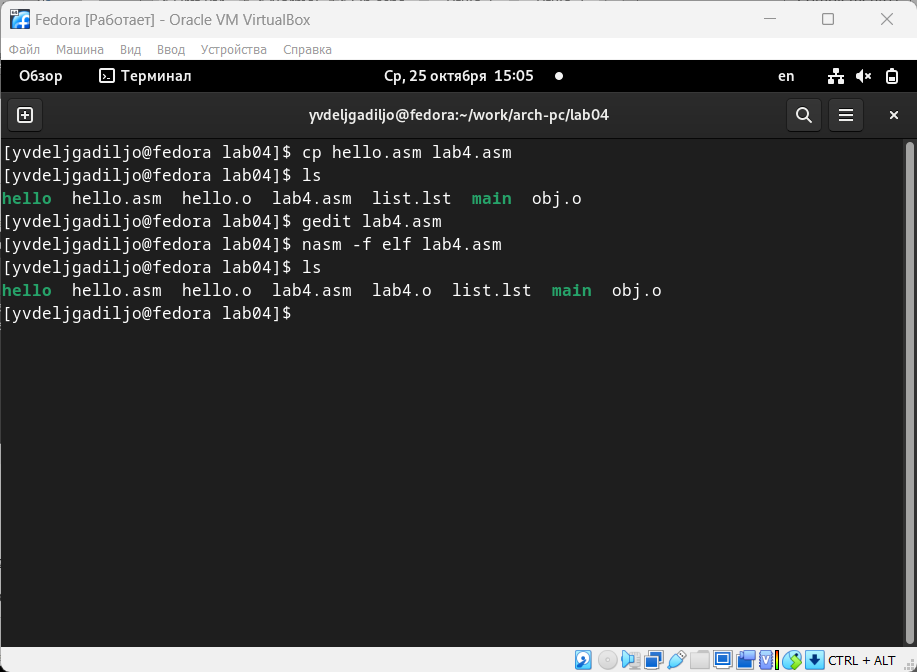 Fedora [Работает] - Oracle VM VirtualBox
Файл Машина Вид Ввод Устройства Справка
Обзор Терминал Ср, 25 октября 15:05 en
yvdeljgadiljo@fedora:~/work/arch-pc/lab04
[yvdeljgadiljo@fedora lab04]$ cp hello.asm lab4.asm
[yvdeljgadiljo@fedora lab04]$ ls
hello hello.asm hello.o lab4.asm list.lst main obj.o
[yvdeljgadiljo@fedora lab04]$ gedit lab4.asm
[yvdeljgadiljo@fedora lab04]$ nasm -f elf lab4.asm
[yvdeljgadiljo@fedora lab04]$ ls
hello hello.asm hello.o lab4.asm lab4.o list.lst main obj.o
[yvdeljgadiljo@fedora lab04]$
CTRL + ALT